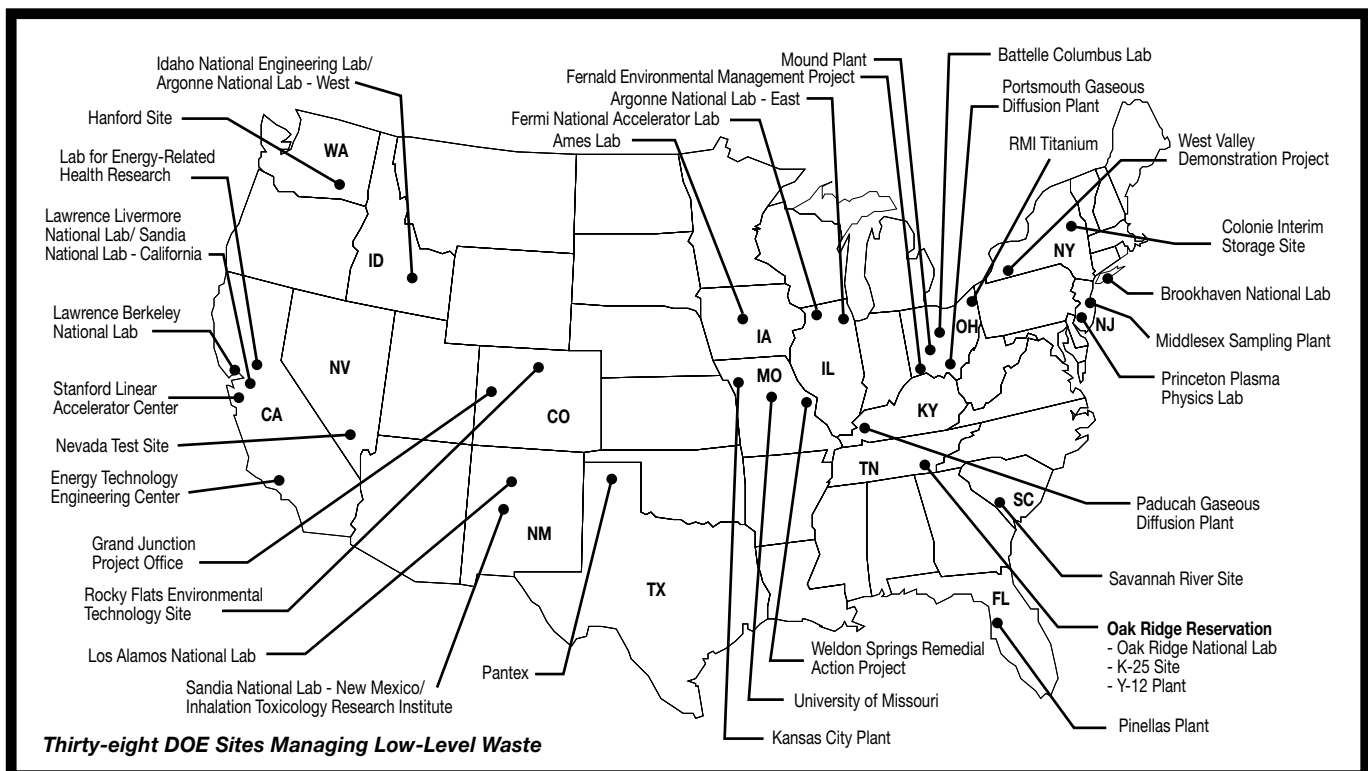 Idaho National Engineering Lab/
Argonne National Lab - West
Hanford Site
Lab for Energy-Related
Health Research
Lawrence Livermore
National Lab/ Sandia
National Lab - California
Lawrence Berkeley
National Lab
Stanford Linear
Accelerator Center
Nevada Test Site
Energy Technology
Engineering Center
Grand Junction
Project Office
Rocky Flats Environmental
Technology Site
Los Alamos National Lab
Sandia National Lab - New Mexico/
Inhalation Toxicology Research Institute
Pantex
Mound Plant
Fernald Environmental Management Project
Argonne National Lab - East
Fermi National Accelerator Lab
Ames Lab
Battelle Columbus Lab
Portsmouth Gaseous
Diffusion Plant
RMI Titanium
West Valley
Demonstration Project
Colonie Interim
Storage Site
Brookhaven National Lab
Middlesex Sampling Plant
Princeton Plasma
Physics Lab
Paducah Gaseous
Diffusion Plant
Savannah River Site
Oak Ridge Reservation
- Oak Ridge National Lab
- K-25 Site
- Y-12 Plant
Pinellas Plant
Weldon Springs Remedial
Action Project
University of Missouri
Kansas City Plant
WA
ID
NV
CA
CO
NM
TX
IA
MO
IL
OH
KY
TN
SC
FL
NY
NJ
Thirty-eight DOE Sites Managing Low-Level Waste